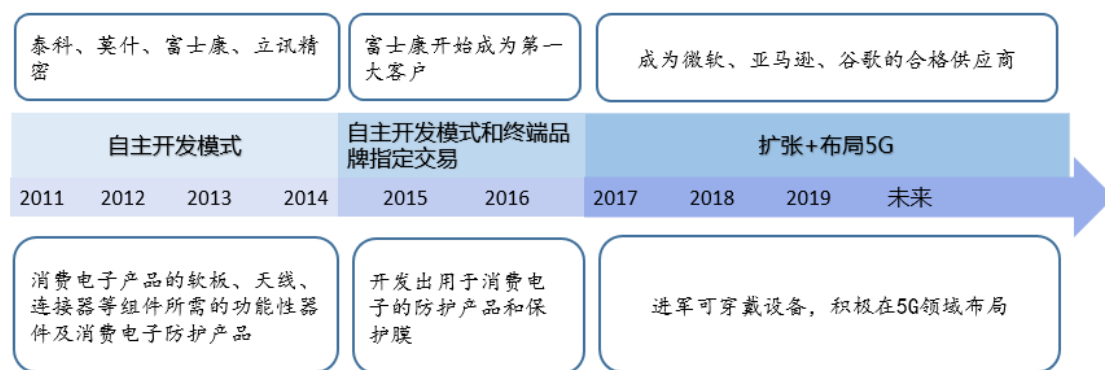 泰科、莫什、富士康、立讯精
密
富士康开始成为第一
大客户
成为微软、亚马逊、谷歌的合格供应商
自主开发模式
自主开发模式和终端品
牌指定交易
扩张+布局5G
2011 2012 2013 2014 2015 2016 2017 2018 2019 未来
消费电子产品的软板、天线、
连接器等组件所需的功能性器
件及消费电子防护产品
开发出用于消费电
子的防护产品和保
护膜
进军可穿戴设备，积极在5G领域布局